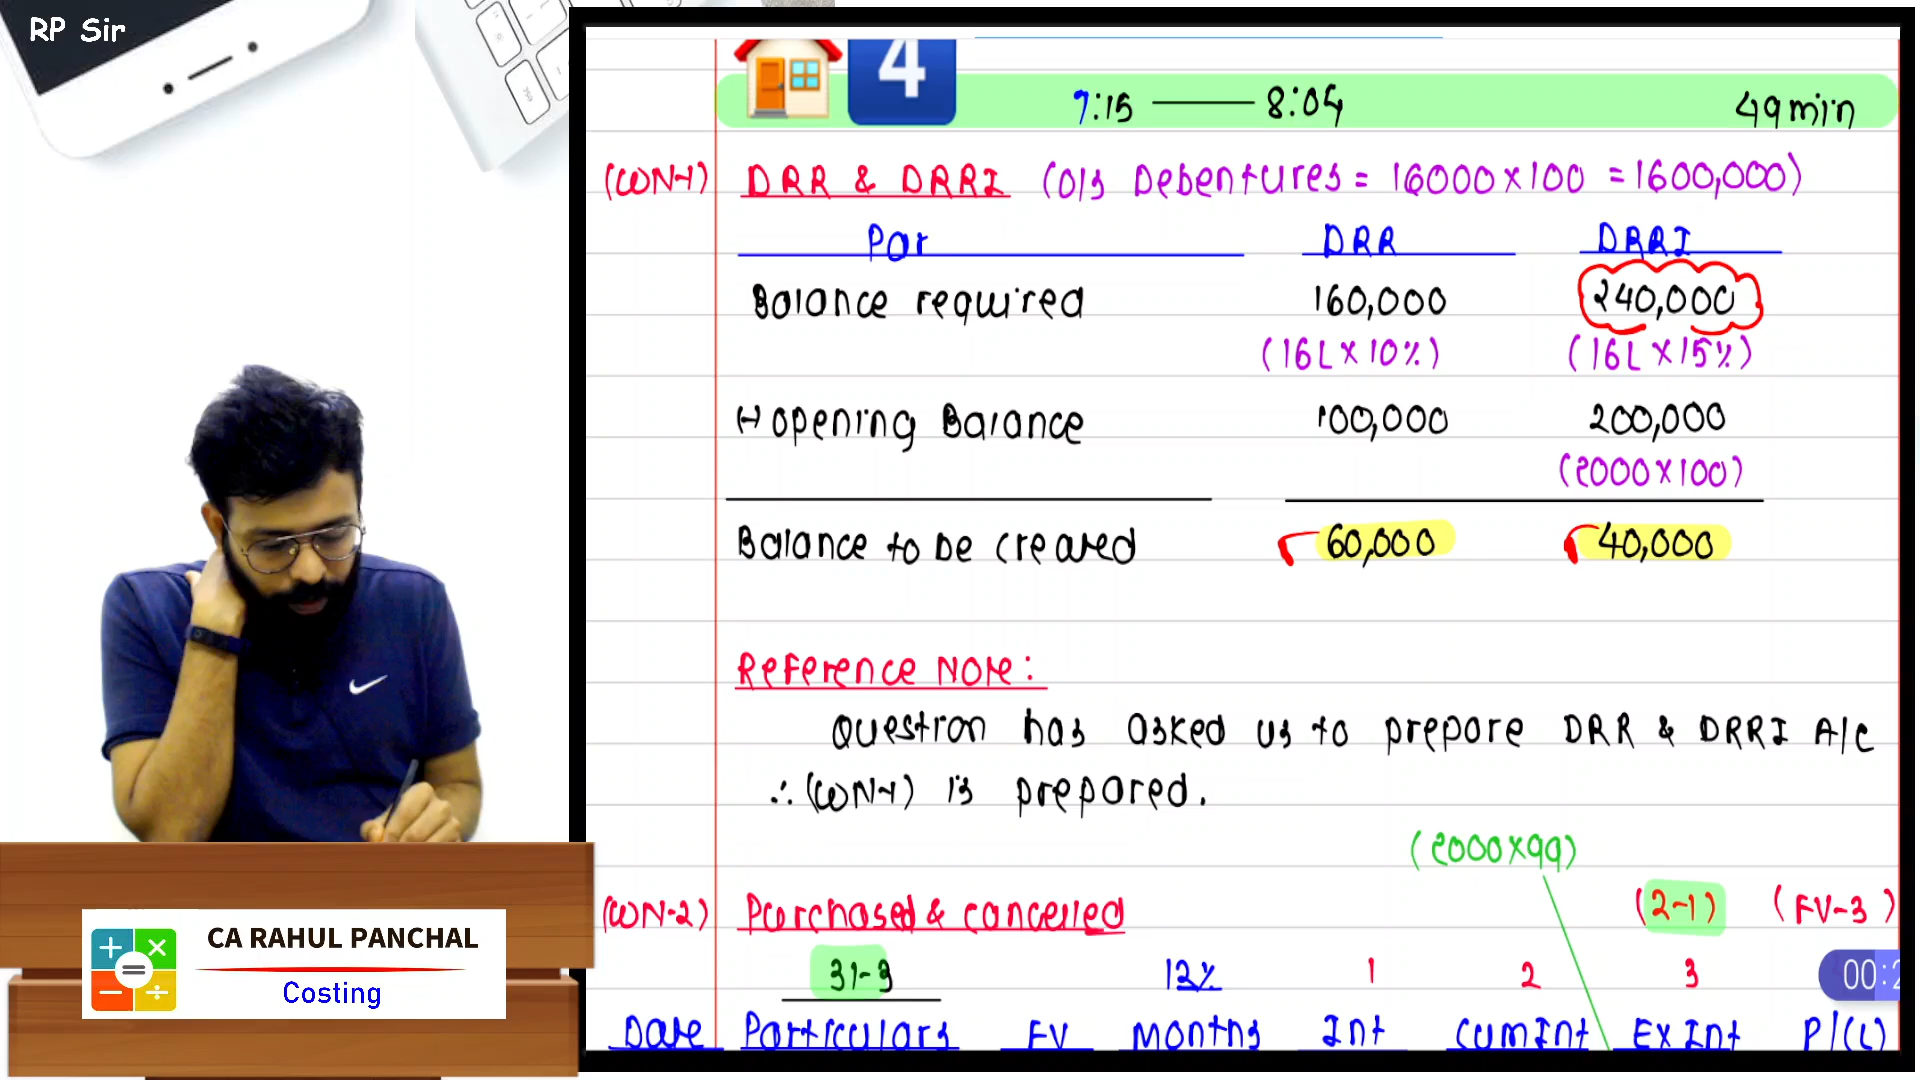 RP Sir
4
7:15 — 8:04 49min
(WN-1) DRR & DRRI (O/S Debentures = 16000×100 = 1600,000)
Par DRR DRRI
Balance required 160,000 240,000
(16L×10%) (16L×15%)
(-) opening Balance 100,000 200,000
(2000×100)
Balance to be created 60,000 40,000
Reference Note:
Question has asked us to prepare DRR & DRRI A/C
∴ (WN-1) is prepared.
(2000×99)
(WN-2) Purchased & cancelled (2-1) (FV-3)
31-3 12% 1 2 3
Date Particulars FV Months Int CumInt Ex Int P/(L)
00:2
CA RAHUL PANCHAL
Costing